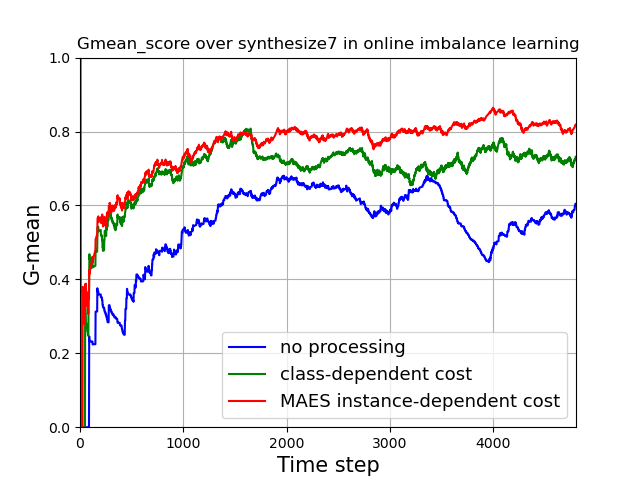 Gmean_score over synthesize7 in online imbalance learning
1.0
0.8
0.6
0.4
0.2
0.0
G-mean
no processing
class-dependent cost
MAES instance-dependent cost
0 1000 2000 3000 4000
Time step